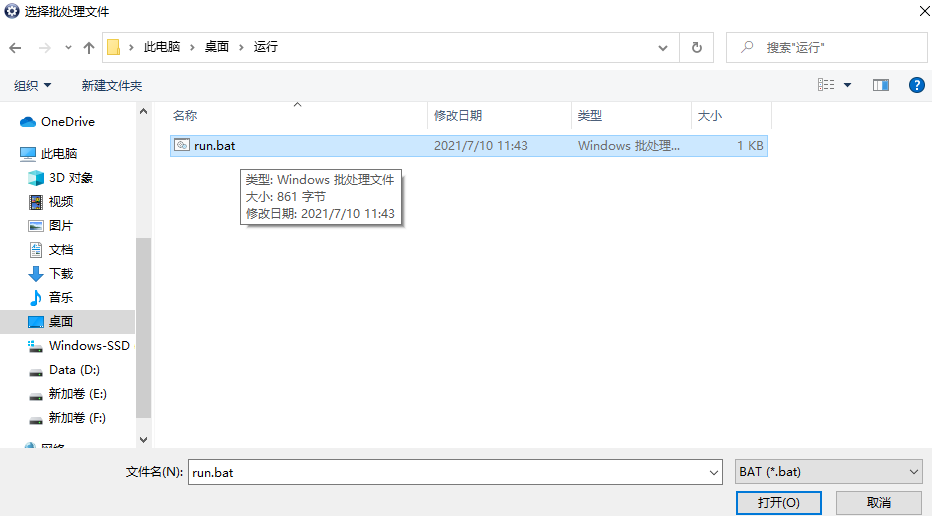 选择批处理文件
此电脑 桌面 运行
搜索"运行"
组织 新建文件夹
名称 修改日期 类型 大小
OneDrive
此电脑
3D 对象
视频
图片
文档
下载
音乐
桌面
Windows-SSD
Data (D:)
新加卷 (E:)
新加卷 (F:)
网络
run.bat 2021/7/10 11:43 Windows 批处理... 1 KB
类型: Windows 批处理文件
大小: 861 字节
修改日期: 2021/7/10 11:43
文件名(N): run.bat BAT (*.bat)
打开(O) 取消